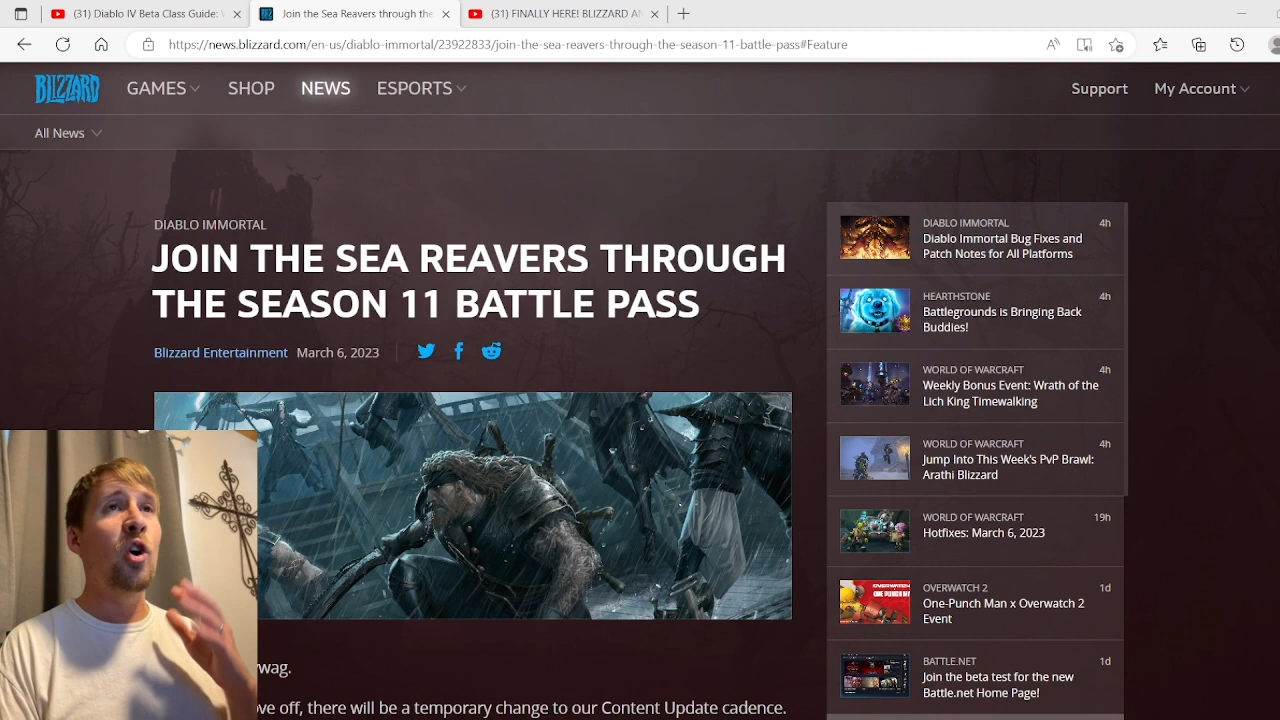 (31) Diablo IV Beta Class Guide:
Join the Sea Reavers through the
(31) FINALLY HERE! BLIZZARD AN
https://news.blizzard.com/en-us/diablo-immortal/23922833/join-the-sea-reavers-through-the-season-11-battle-pass#Feature
BLIZZARD
GAMES
SHOP
NEWS
ESPORTS
Support
My Account
All News
DIABLO IMMORTAL
JOIN THE SEA REAVERS THROUGH
THE SEASON 11 BATTLE PASS
Blizzard Entertainment March 6, 2023
wag.
ve off, there will be a temporary change to our Content Update cadence.
DIABLO IMMORTAL 4h
Diablo Immortal Bug Fixes and
Patch Notes for All Platforms
HEARTHSTONE 4h
Battlegrounds is Bringing Back
Buddies!
WORLD OF WARCRAFT 4h
Weekly Bonus Event: Wrath of the
Lich King Timewalking
WORLD OF WARCRAFT 4h
Jump Into This Week's PvP Brawl:
Arathi Blizzard
WORLD OF WARCRAFT 19h
Hotfixes: March 6, 2023
OVERWATCH 2 1d
One-Punch Man x Overwatch 2
Event
BATTLE.NET 1d
Join the beta test for the new
Battle.net Home Page!